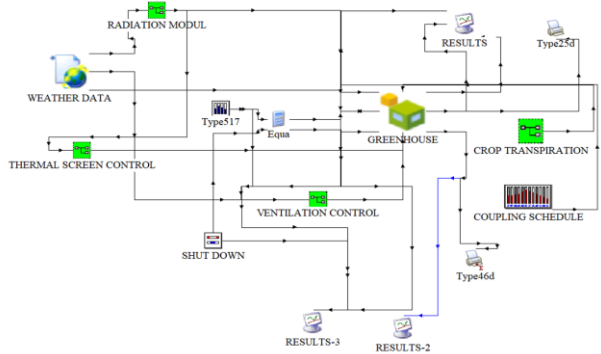 RADIATION MODUL
RESULTS
Type25d
WEATHER DATA
Type517
Equa
GREENHOUSE
CROP TRANSPIRATION
THERMAL SCREEN CONTROL
VENTILATION CONTROL
COUPLING SCHEDULE
SHUT DOWN
Type46d
RESULTS-3
RESULTS-2